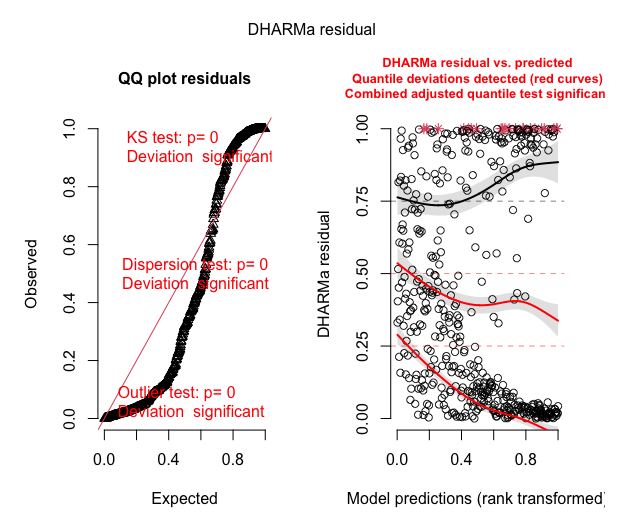 DHARMa residual
QQ plot residuals
KS test: p= 0
Deviation significant
Dispersion test: p= 0
Deviation significant
Outlier test: p= 0
Deviation significant
Observed
0.0 0.2 0.4 0.6 0.8 1.0
0.0 0.4 0.8
Expected
DHARMa residual vs. predicted
Quantile deviations detected (red curves)
Combined adjusted quantile test significan
DHARMa residual
0.00 0.25 0.50 0.75 1.00
0.0 0.4 0.8
Model predictions (rank transformed)